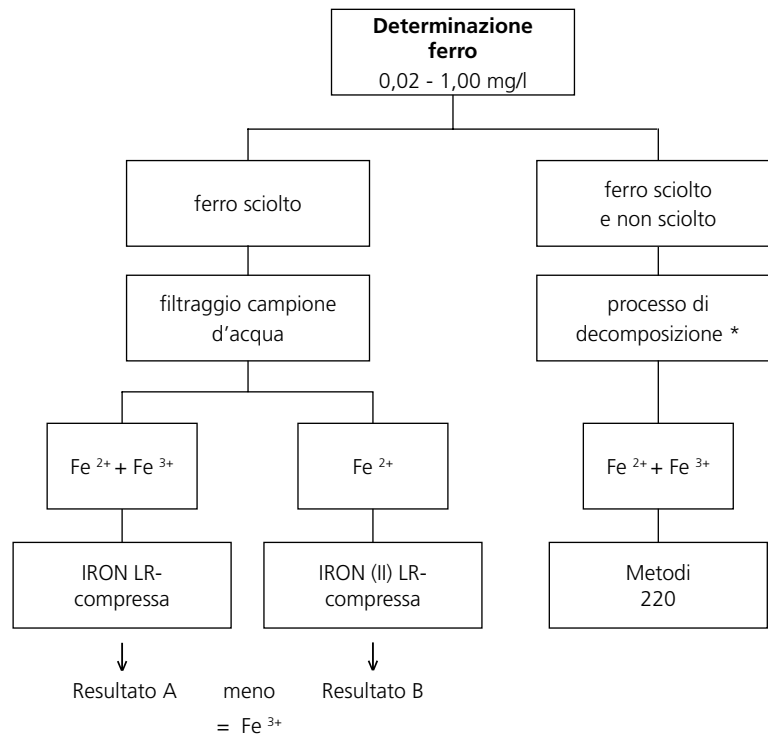 Determinazione
ferro
0,02 - 1,00 mg/l
ferro sciolto
ferro sciolto
e non sciolto
filtraggio campione
d'acqua
processo di
decomposizione *
Fe 2+ + Fe 3+
Fe 2+
Fe 2+ + Fe 3+
IRON LR-
compressa
IRON (II) LR-
compressa
Metodi
220
Resultato A meno Resultato B
= Fe 3+